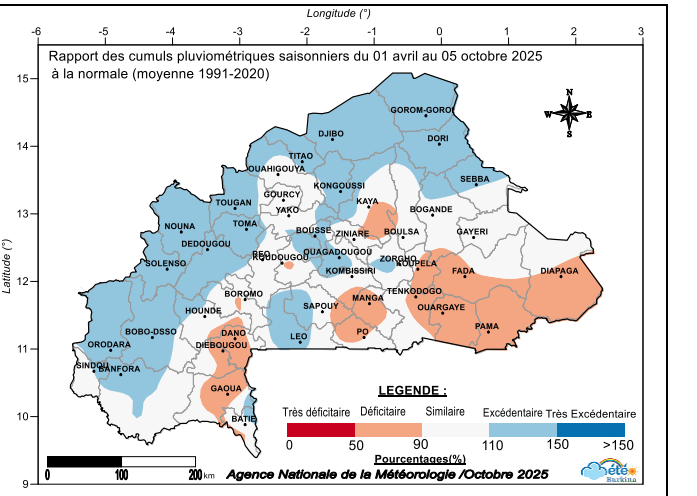 Longitude (°)
-6 -5 -4 -3 -2 -1 0 1 2 3
Rapport des cumuls pluviométriques saisonniers du 01 avril au 05 octobre 2025
à la normale (moyenne 1991-2020)
15
14
13
12
11
10
9
Latitude (°)
N
W E
S
GOROM-GOROM
DJIBO
DORI
TITAO
OUAHIGOUYA
SEBBA
KONGOUSSI
GOURCY
TOUGAN
YAKO
KAYA
BOGANDE
NOUNA
TOMA
BOUSSE
ZINIARE
BOULSA
GAYERI
DEDOUGOU
OUAGADOUGOU
SOLENSO
KOUDOUGOU
ZORGHO
KOUPELA
KOMBISSIRI
FADA
DIAPAGA
BOROMO
TENKODOGO
MANGA
SAPOUY
OUARGAYE
HOUNDE
BOBO-DSSO
DANO
LEO
PO
PAMA
ORODARA
DIEBOUGOU
SINDOU
BANFORA
GAOUA
BATIE
LEGENDE :
Très déficitaire Déficitaire Similaire Excédentaire Très Excédentaire
0 50 90 110 150 >150
Pourcentages(%)
0 100 200 km
Agence Nationale de la Météorologie /Octobre 2025
Météo
Burkina